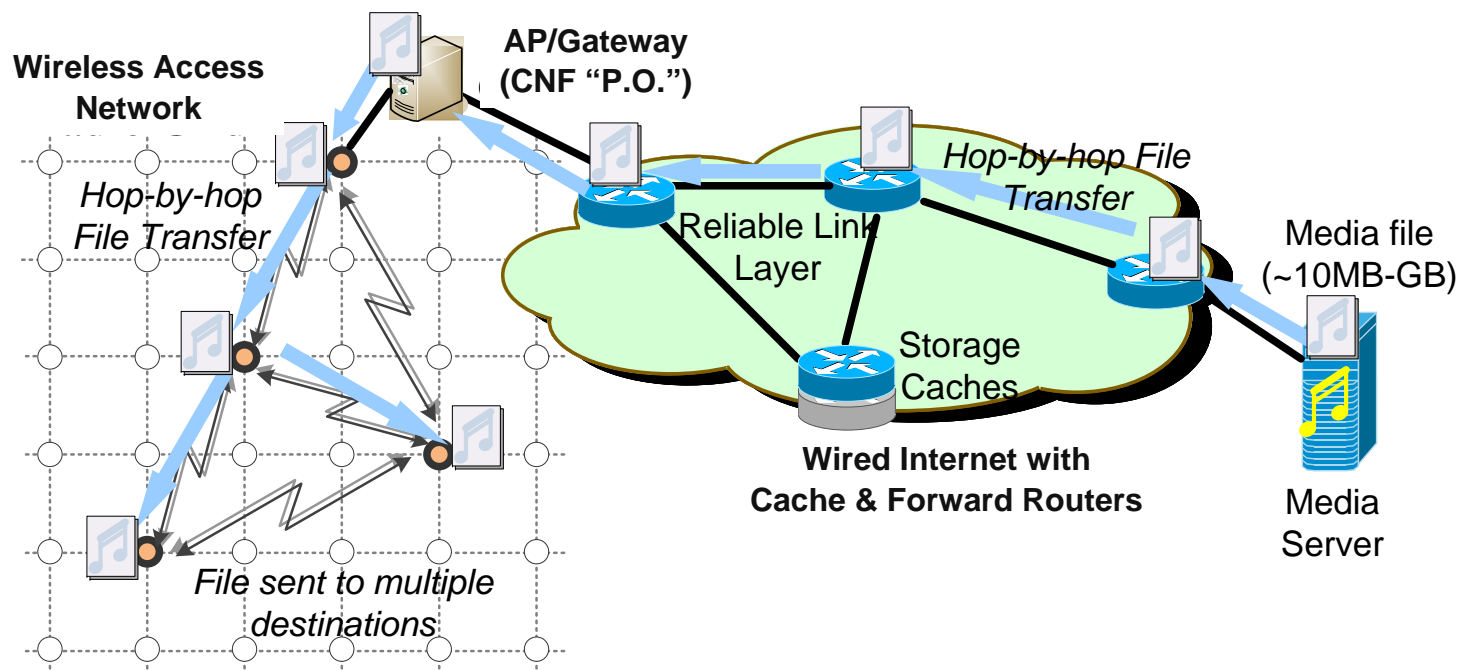 Wireless Access
Network
AP/Gateway
(CNF “P.O.”)
Hop-by-hop
File Transfer
Hop-by-hop File
Transfer
Reliable Link
Layer
Media file
(~10MB-GB)
Storage
Caches
Wired Internet with
Cache & Forward Routers
Media
Server
File sent to multiple
destinations